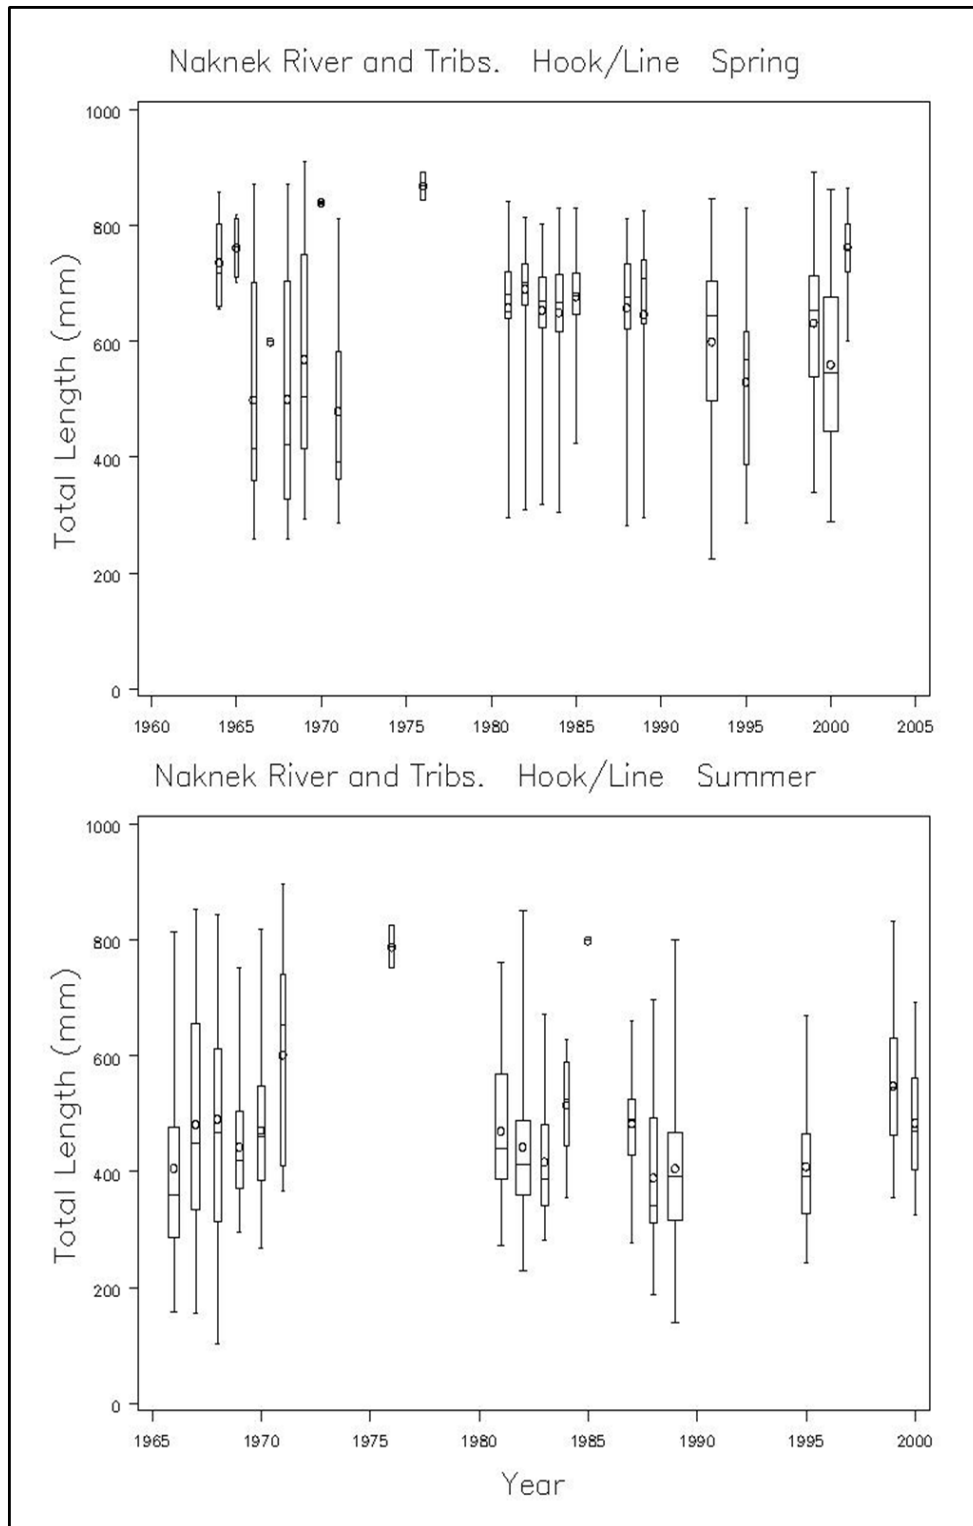 Naknek River and Tribs. Hook/Line Spring
Total Length (mm)
1000
800
600
400
200
0
1960 1965 1970 1975 1980 1985 1990 1995 2000 2005
Naknek River and Tribs. Hook/Line Summer
Total Length (mm)
1000
800
600
400
200
0
1965 1970 1975 1980 1985 1990 1995 2000
Year